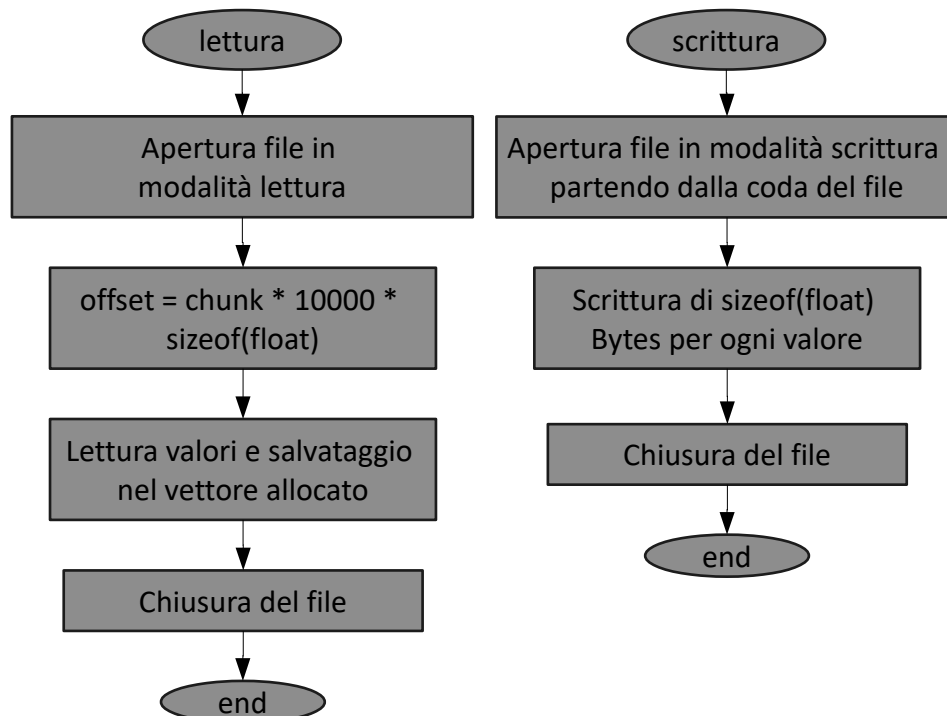 lettura
Apertura file in
modalità lettura
offset = chunk * 10000 *
sizeof(float)
Lettura valori e salvataggio
nel vettore allocato
Chiusura del file
end
scrittura
Apertura file in modalità scrittura
partendo dalla coda del file
Scrittura di sizeof(float)
Bytes per ogni valore
Chiusura del file
end